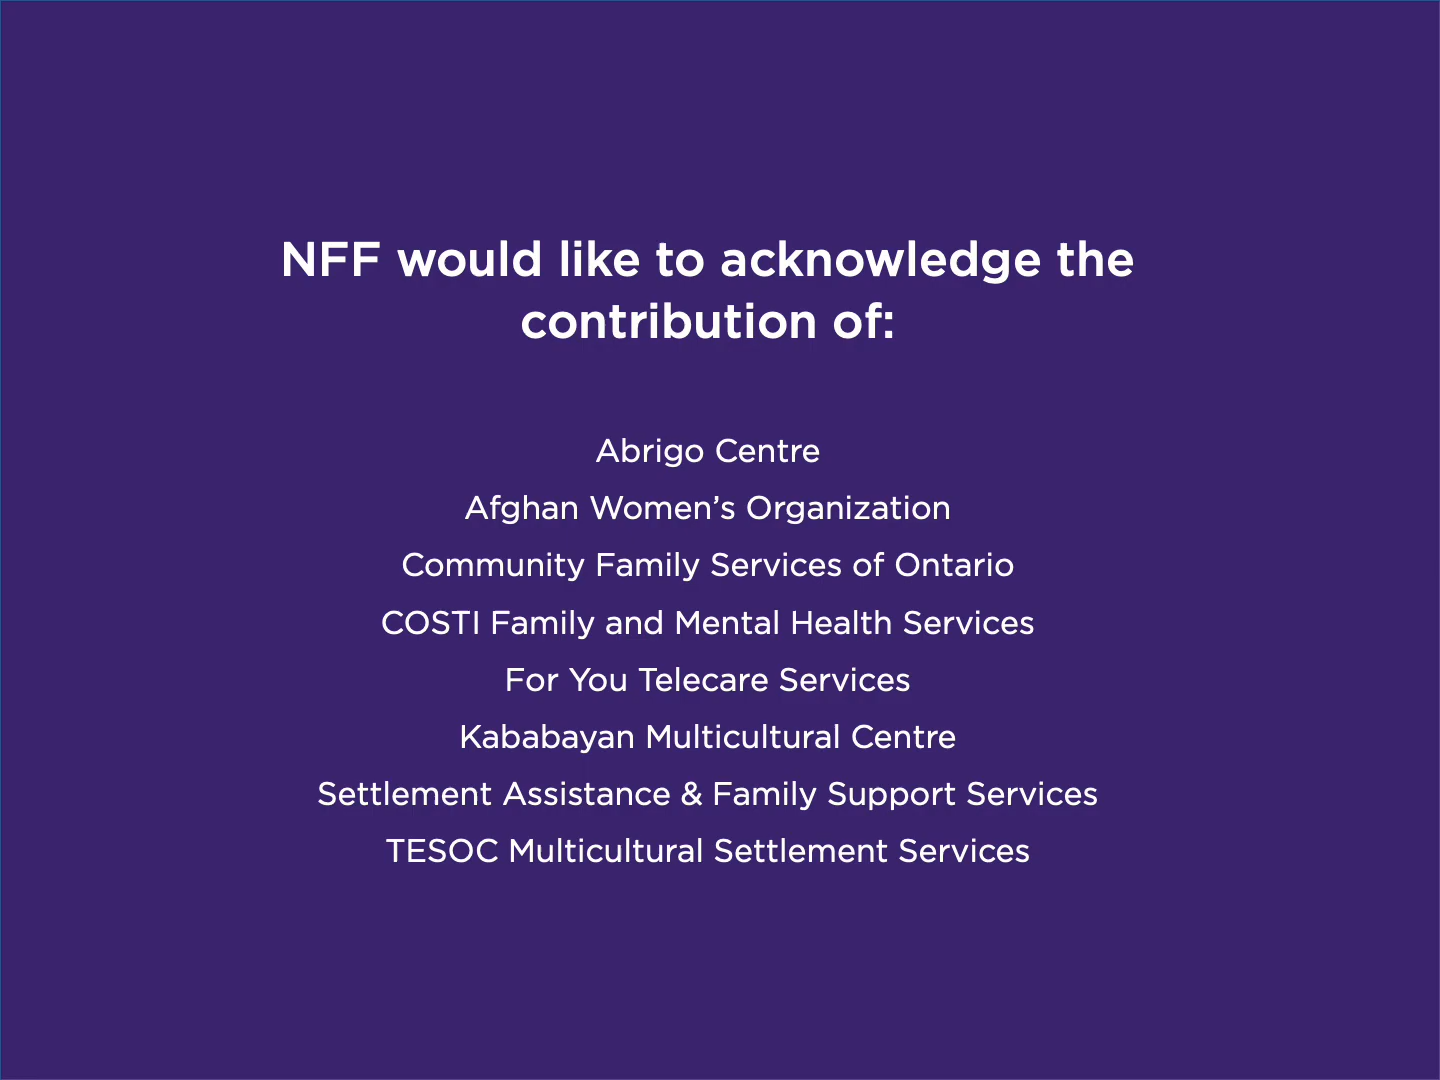 NFF would like to acknowledge the
contribution of:
Abrigo Centre
Afghan Women’s Organization
Community Family Services of Ontario
COSTI Family and Mental Health Services
For You Telecare Services
Kababayan Multicultural Centre
Settlement Assistance & Family Support Services
TESOC Multicultural Settlement Services